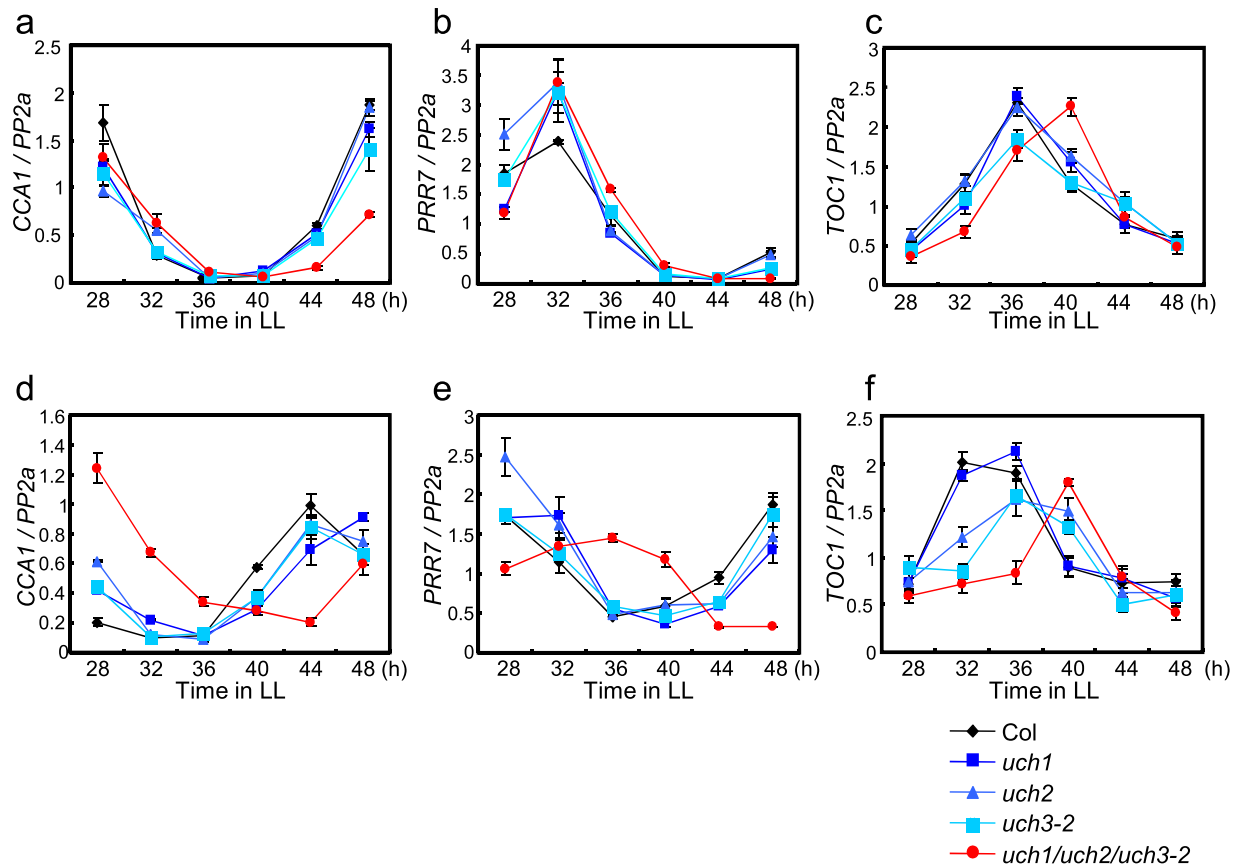 a
CCA1 / PP2a
2.5
2
1.5
1
0.5
0
28 32 36 40 44 48 (h)
Time in LL
b
PRR7 / PP2a
4
3.5
3
2.5
2
1.5
1
0.5
0
28 32 36 40 44 48 (h)
Time in LL
c
TOC1 / PP2a
3
2.5
2
1.5
1
0.5
0
28 32 36 40 44 48 (h)
Time in LL
d
CCA1 / PP2a
1.6
1.4
1.2
1
0.8
0.6
0.4
0.2
0
28 32 36 40 44 48 (h)
Time in LL
e
PRR7 / PP2a
3
2.5
2
1.5
1
0.5
0
28 32 36 40 44 48 (h)
Time in LL
f
TOC1 / PP2a
2.5
2
1.5
1
0.5
0
28 32 36 40 44 48 (h)
Time in LL
Col
uch1
uch2
uch3-2
uch1/uch2/uch3-2